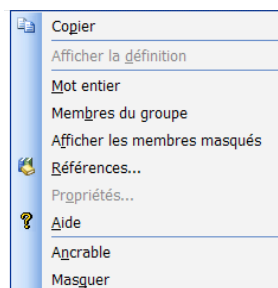 Copier
Afficher la définition
Mot entier
Membres du groupe
Afficher les membres masqués
Références...
Propriétés...
Aide
Ancrable
Masquer